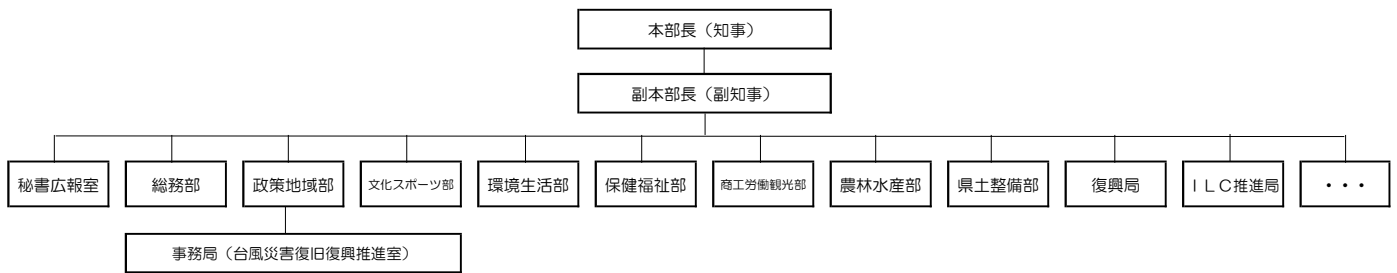 本部長（知事）
副本部長（副知事）
秘書広報室
総務部
政策地域部
文化スポーツ部
環境生活部
保健福祉部
商工労働観光部
農林水産部
県土整備部
復興局
ＩＬＣ推進局
・・・
事務局（台風災害復旧復興推進室）